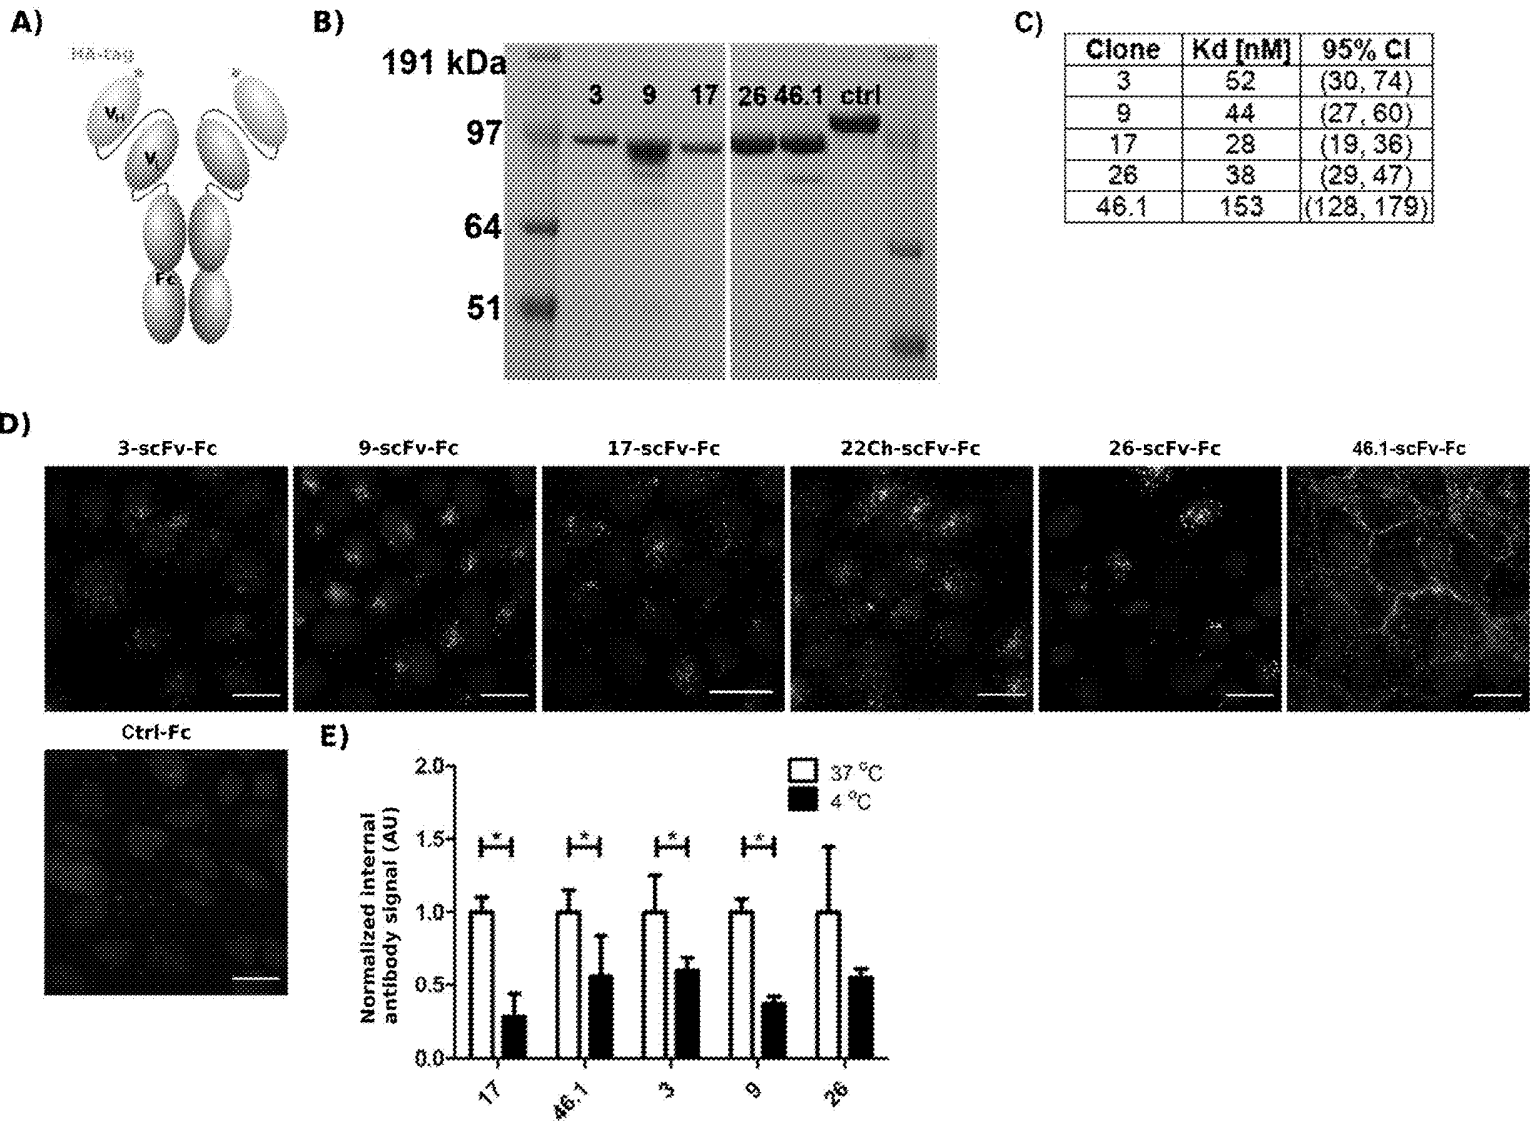 A)
HA-tag
* *
VH
VL
Fc
B)
191 kDa
3 9 17 26 46.1 ctrl
97
64
51
C)
Clone Kd [nM] 95% CI
3 52 (30, 74)
9 44 (27, 60)
17 28 (19, 36)
26 38 (29, 47)
46.1 153 (128, 179)
D)
3-scFv-Fc 9-scFv-Fc 17-scFv-Fc 22Ch-scFv-Fc 26-scFv-Fc 46.1-scFv-Fc
Ctrl-Fc
E)
Normalized internal
antibody signal (AU)
2.0
1.5
1.0
0.5
0.0
37 °C
4 °C
* * * *
17 46.1 3 9 26